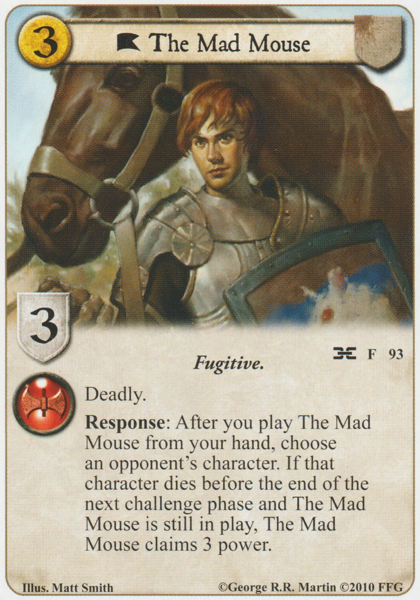 3
The Mad Mouse
3
Fugitive.
F 93
Deadly.
Response: After you play The Mad
Mouse from your hand, choose
an opponent's character. If that
character dies before the end of the
next challenge phase and The Mad
Mouse is still in play, The Mad
Mouse claims 3 power.
Illus. Matt Smith
©George R.R. Martin ©2010 FFG